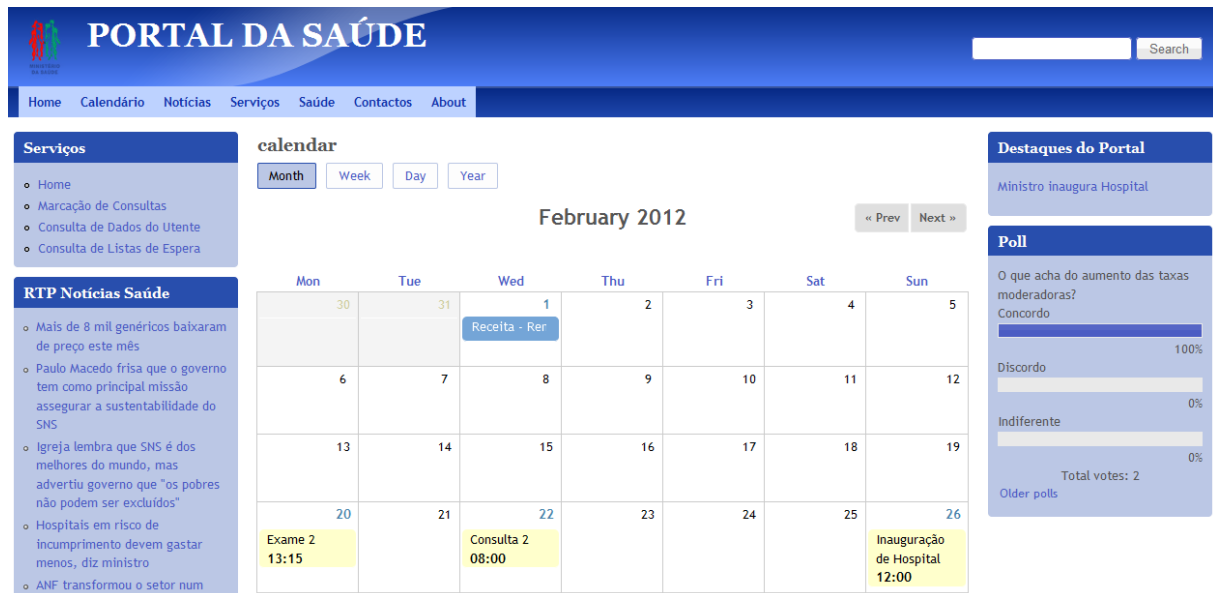 PORTAL DA SAÚDE
MINISTÉRIO
DA SAÚDE
Search
Home Calendário Notícias Serviços Saúde Contactos About
Serviços
Home
Marcação de Consultas
Consulta de Dados do Utente
Consulta de Listas de Espera
RTP Notícias Saúde
Mais de 8 mil genéricos baixaram
de preço este mês
Paulo Macedo frisa que o governo
tem como principal missão
assegurar a sustentabilidade do
SNS
Igreja lembra que SNS é dos
melhores do mundo, mas
advertiu governo que "os pobres
não podem ser excluídos"
Hospitais em risco de
incumprimento devem gastar
menos, diz ministro
ANF transformou o setor num
calendar
Month Week Day Year
February 2012
« Prev Next »
Mon Tue Wed Thu Fri Sat Sun
30 31 1 2 3 4 5
Receita - Rer
6 7 8 9 10 11 12
13 14 15 16 17 18 19
20 21 22 23 24 25 26
Exame 2
13:15
Consulta 2
08:00
Inauguração
de Hospital
12:00
Destaques do Portal
Ministro inaugura Hospital
Poll
O que acha do aumento das taxas
moderadoras?
Concordo
100%
Discordo
0%
Indiferente
0%
Total votes: 2
Older polls